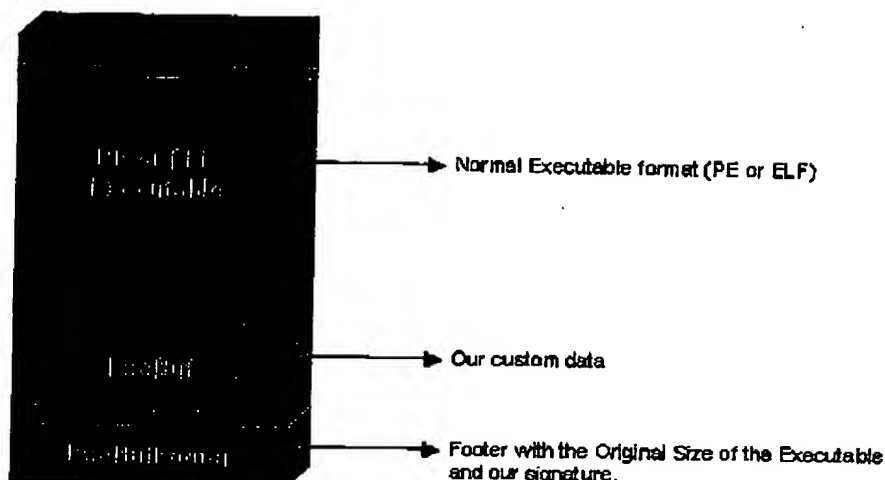 Executable
Normal Executable format (PE or ELF)
Our custom data
Footer with the Original Size of the Executable
and our signature.